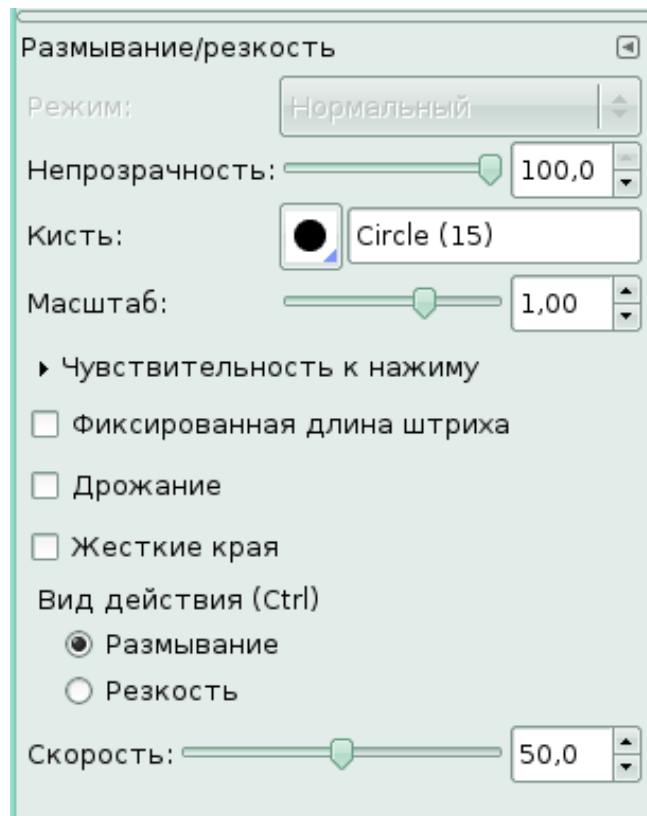 Размывание/резкость
Режим: Нормальный
Непрозрачность: 100,0
Кисть: Circle (15)
Масштаб: 1,00
Чувствительность к нажиму
Фиксированная длина штриха
Дрожание
Жесткие края
Вид действия (Ctrl)
Размывание
Резкость
Скорость: 50,0